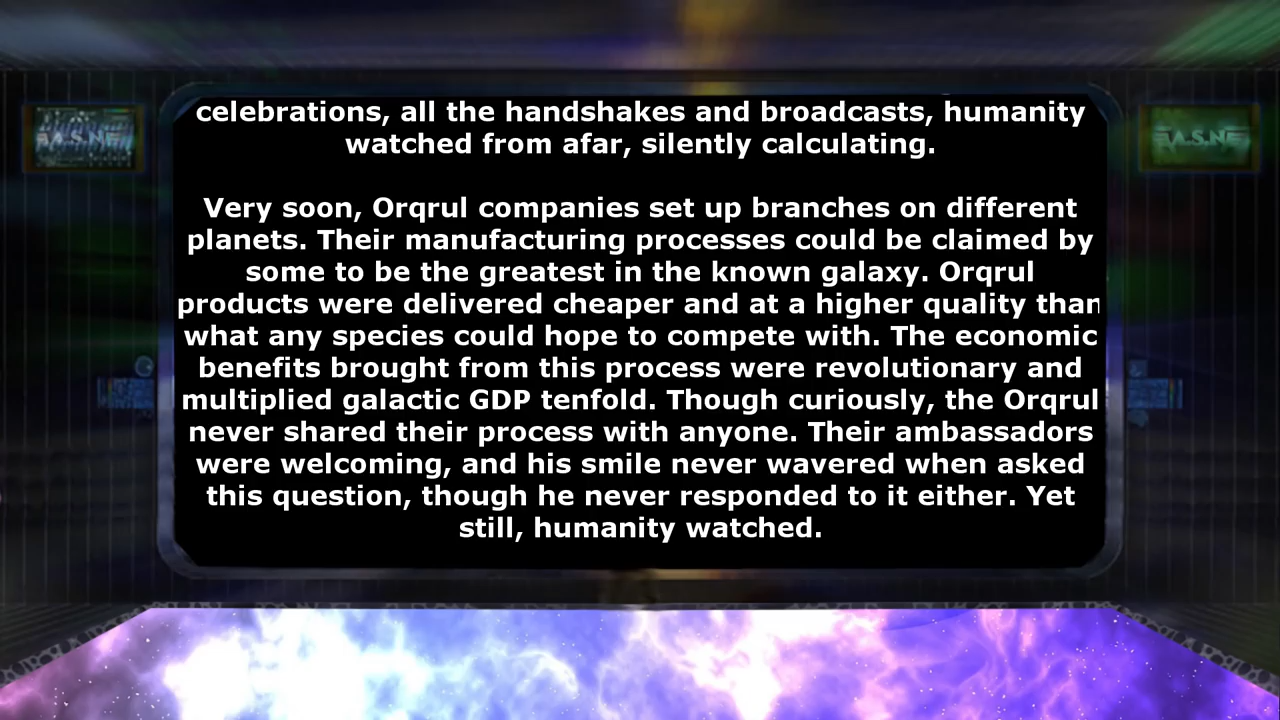 celebrations, all the handshakes and broadcasts, humanity
watched from afar, silently calculating.
Very soon, Orqrul companies set up branches on different
planets. Their manufacturing processes could be claimed by
some to be the greatest in the known galaxy. Orqrul
products were delivered cheaper and at a higher quality than
what any species could hope to compete with. The economic
benefits brought from this process were revolutionary and
multiplied galactic GDP tenfold. Though curiously, the Orqrul
never shared their process with anyone. Their ambassadors
were welcoming, and his smile never wavered when asked
this question, though he never responded to it either. Yet
still, humanity watched.
A.S.N
A.S.N